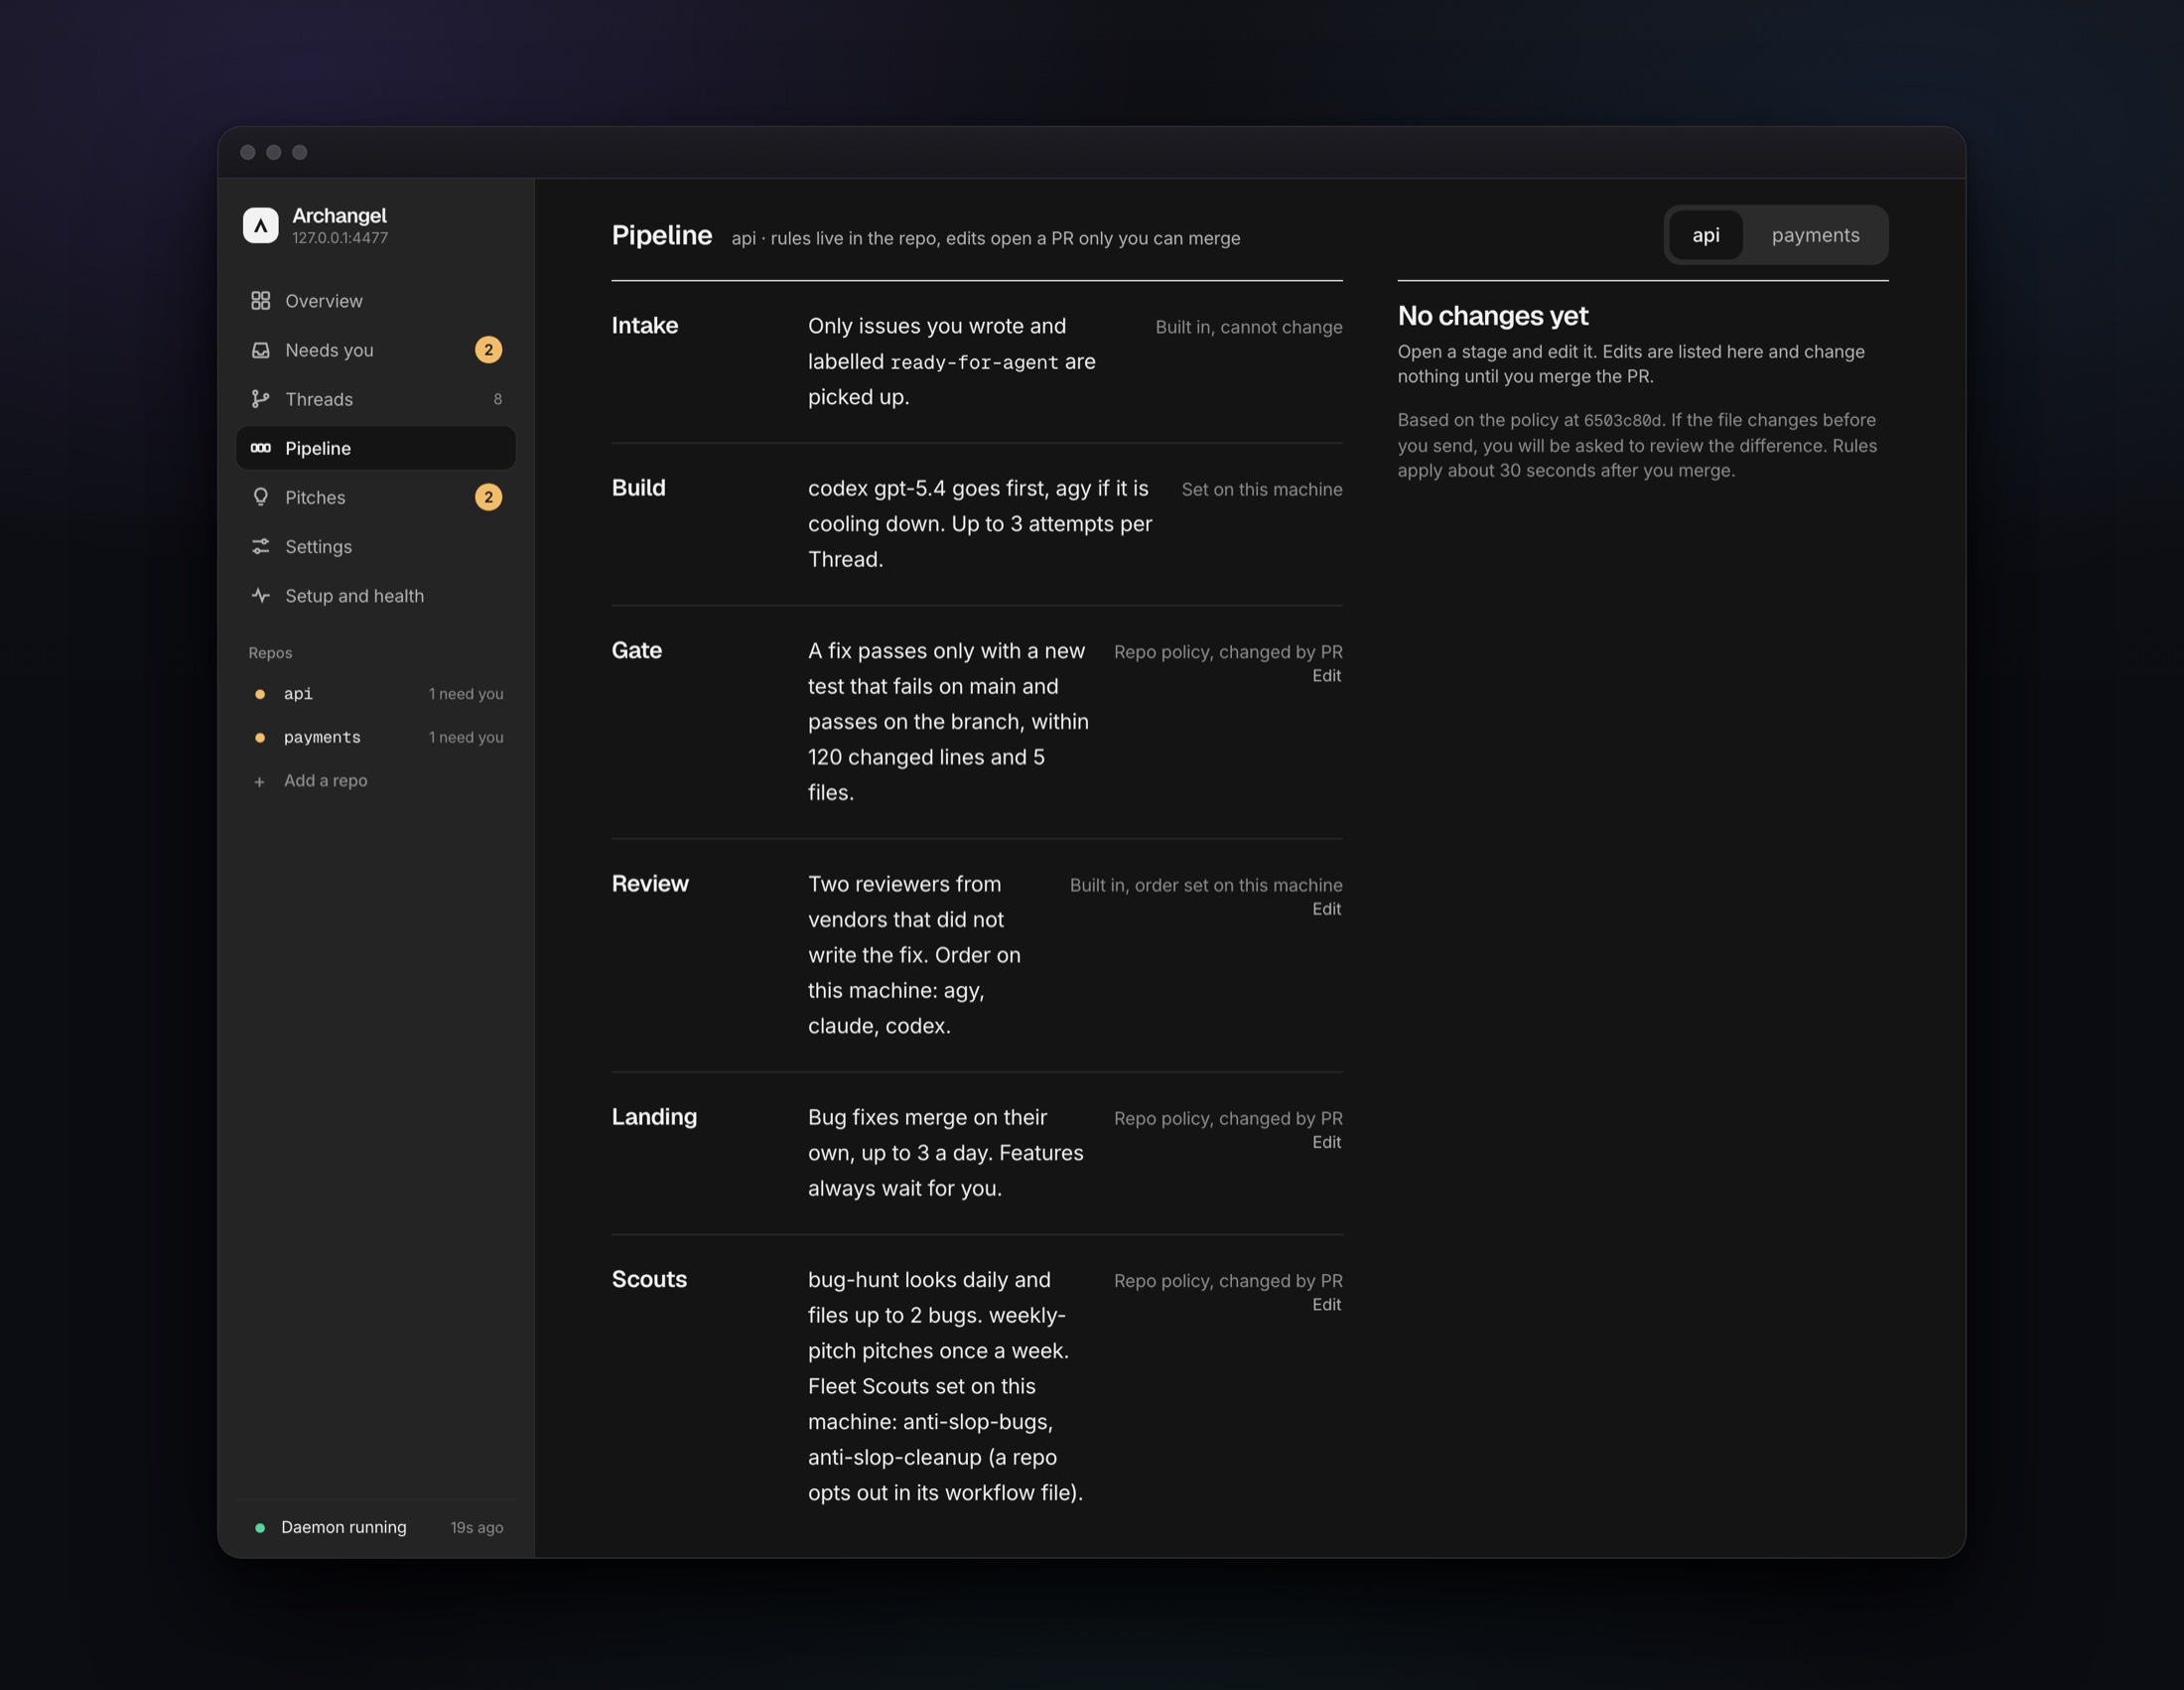 Archangel
127.0.0.1:4477
Overview
Needs you 2
Threads 8
Pipeline
Pitches 2
Settings
Setup and health
Repos
api 1 need you
payments 1 need you
+ Add a repo
Daemon running 19s ago
Pipeline api · rules live in the repo, edits open a PR only you can merge
api payments
Intake
Only issues you wrote and
labelled ready-for-agent are
picked up.
Built in, cannot change
Build
codex gpt-5.4 goes first, agy if it is
cooling down. Up to 3 attempts per
Thread.
Set on this machine
Gate
A fix passes only with a new
test that fails on main and
passes on the branch, within
120 changed lines and 5
files.
Repo policy, changed by PR
Edit
Review
Two reviewers from
vendors that did not
write the fix. Order on
this machine: agy,
claude, codex.
Built in, order set on this machine
Edit
Landing
Bug fixes merge on their
own, up to 3 a day. Features
always wait for you.
Repo policy, changed by PR
Edit
Scouts
bug-hunt looks daily and
files up to 2 bugs. weekly-
pitch pitches once a week.
Fleet Scouts set on this
machine: anti-slop-bugs,
anti-slop-cleanup (a repo
opts out in its workflow file).
Repo policy, changed by PR
Edit
No changes yet
Open a stage and edit it. Edits are listed here and change
nothing until you merge the PR.
Based on the policy at 6503c80d. If the file changes before
you send, you will be asked to review the difference. Rules
apply about 30 seconds after you merge.